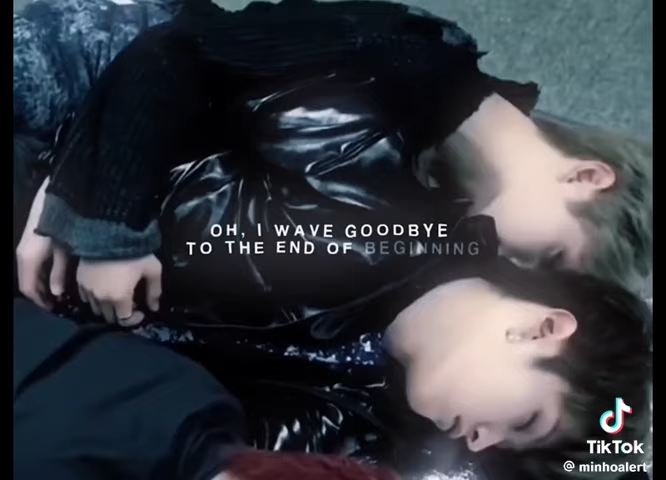 OH, I WAVE GOODBYE
TO THE END OF BEGINNING
TikTok
@ minhoalert